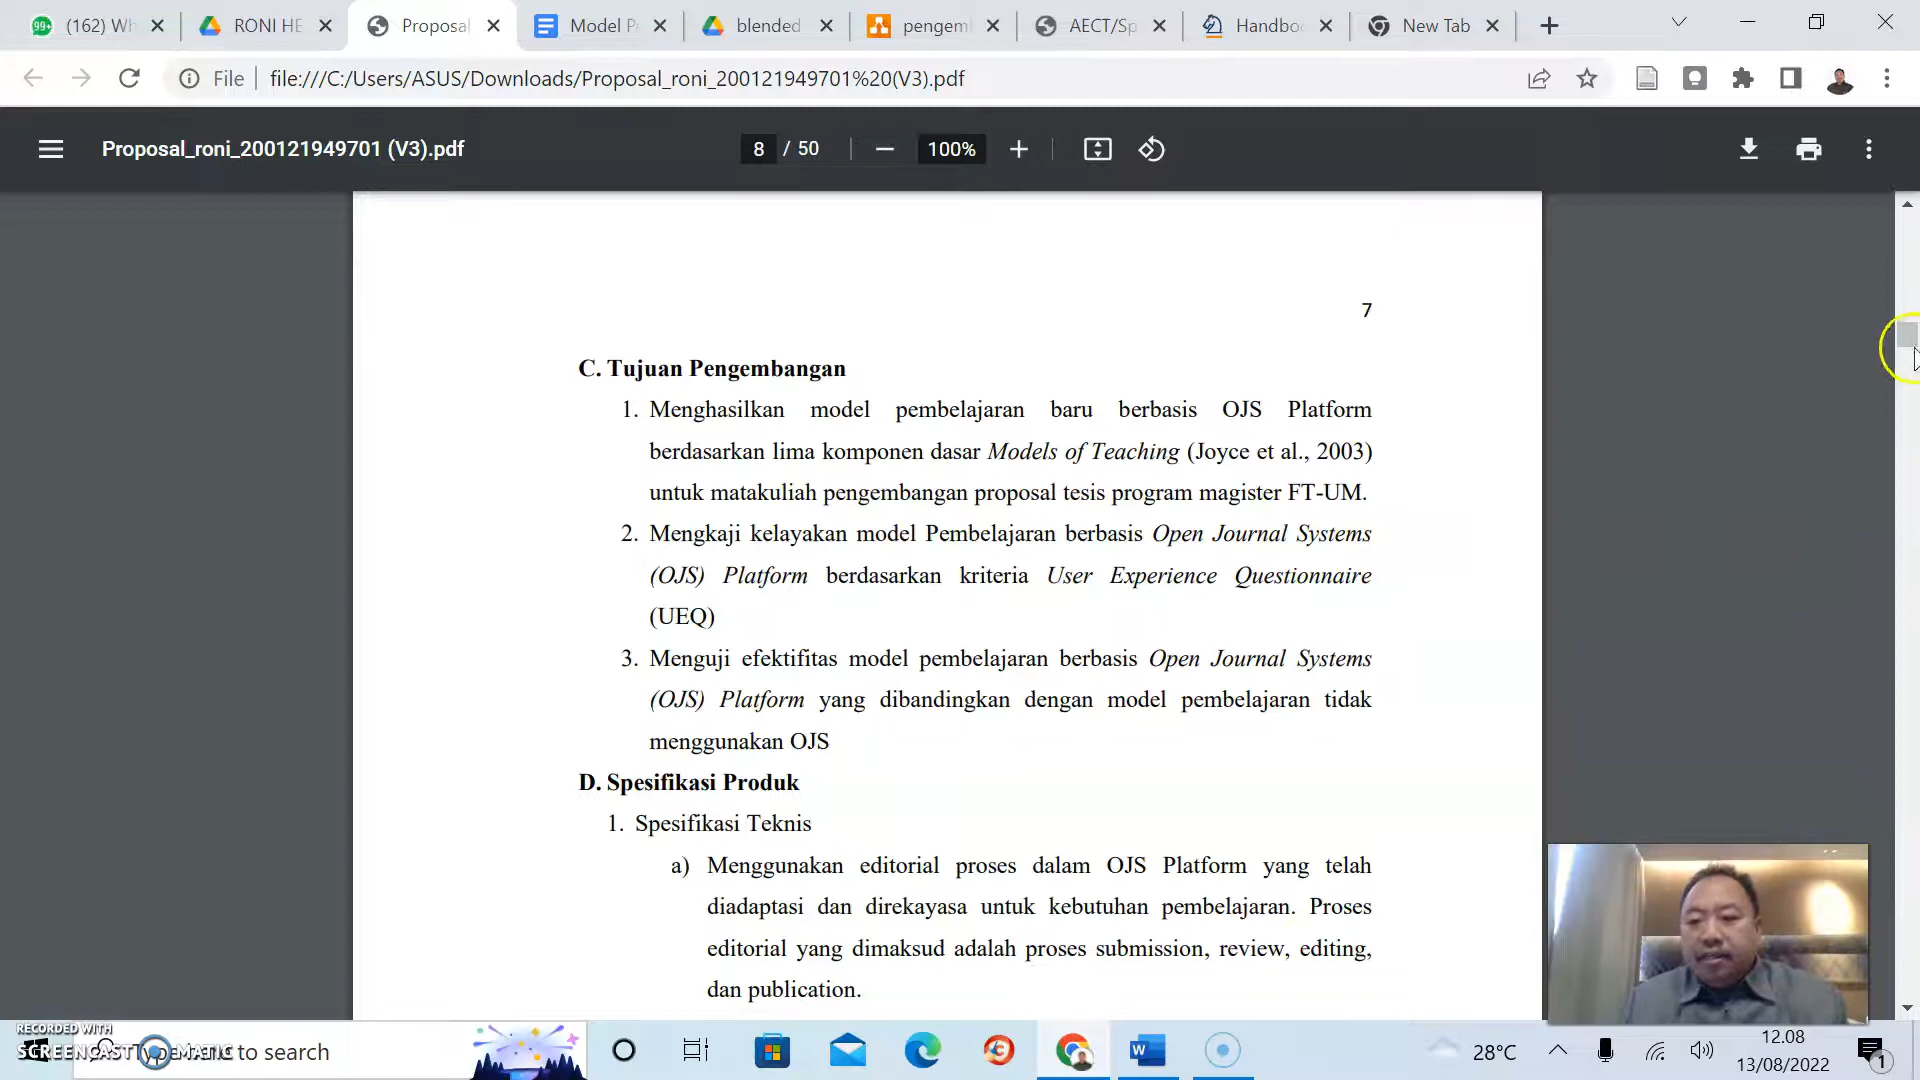 (162) Wh
RONI HE
Proposal
Model P
blended
pengem
AECT/Sp
Handbo
New Tab
File
file:///C:/Users/ASUS/Downloads/Proposal_roni_200121949701%20(V3).pdf
Proposal_roni_200121949701 (V3).pdf
8 / 50
100%
7
C. Tujuan Pengembangan
1. Menghasilkan model pembelajaran baru berbasis OJS Platform
berdasarkan lima komponen dasar Models of Teaching (Joyce et al., 2003)
untuk matakuliah pengembangan proposal tesis program magister FT-UM.
2. Mengkaji kelayakan model Pembelajaran berbasis Open Journal Systems
(OJS) Platform berdasarkan kriteria User Experience Questionnaire
(UEQ)
3. Menguji efektifitas model pembelajaran berbasis Open Journal Systems
(OJS) Platform yang dibandingkan dengan model pembelajaran tidak
menggunakan OJS
D. Spesifikasi Produk
1. Spesifikasi Teknis
a) Menggunakan editorial proses dalam OJS Platform yang telah
diadaptasi dan direkayasa untuk kebutuhan pembelajaran. Proses
editorial yang dimaksud adalah proses submission, review, editing,
dan publication.
RECORDED WITH
SCREENCAST MATIC
to search
28°C
12.08
13/08/2022
1